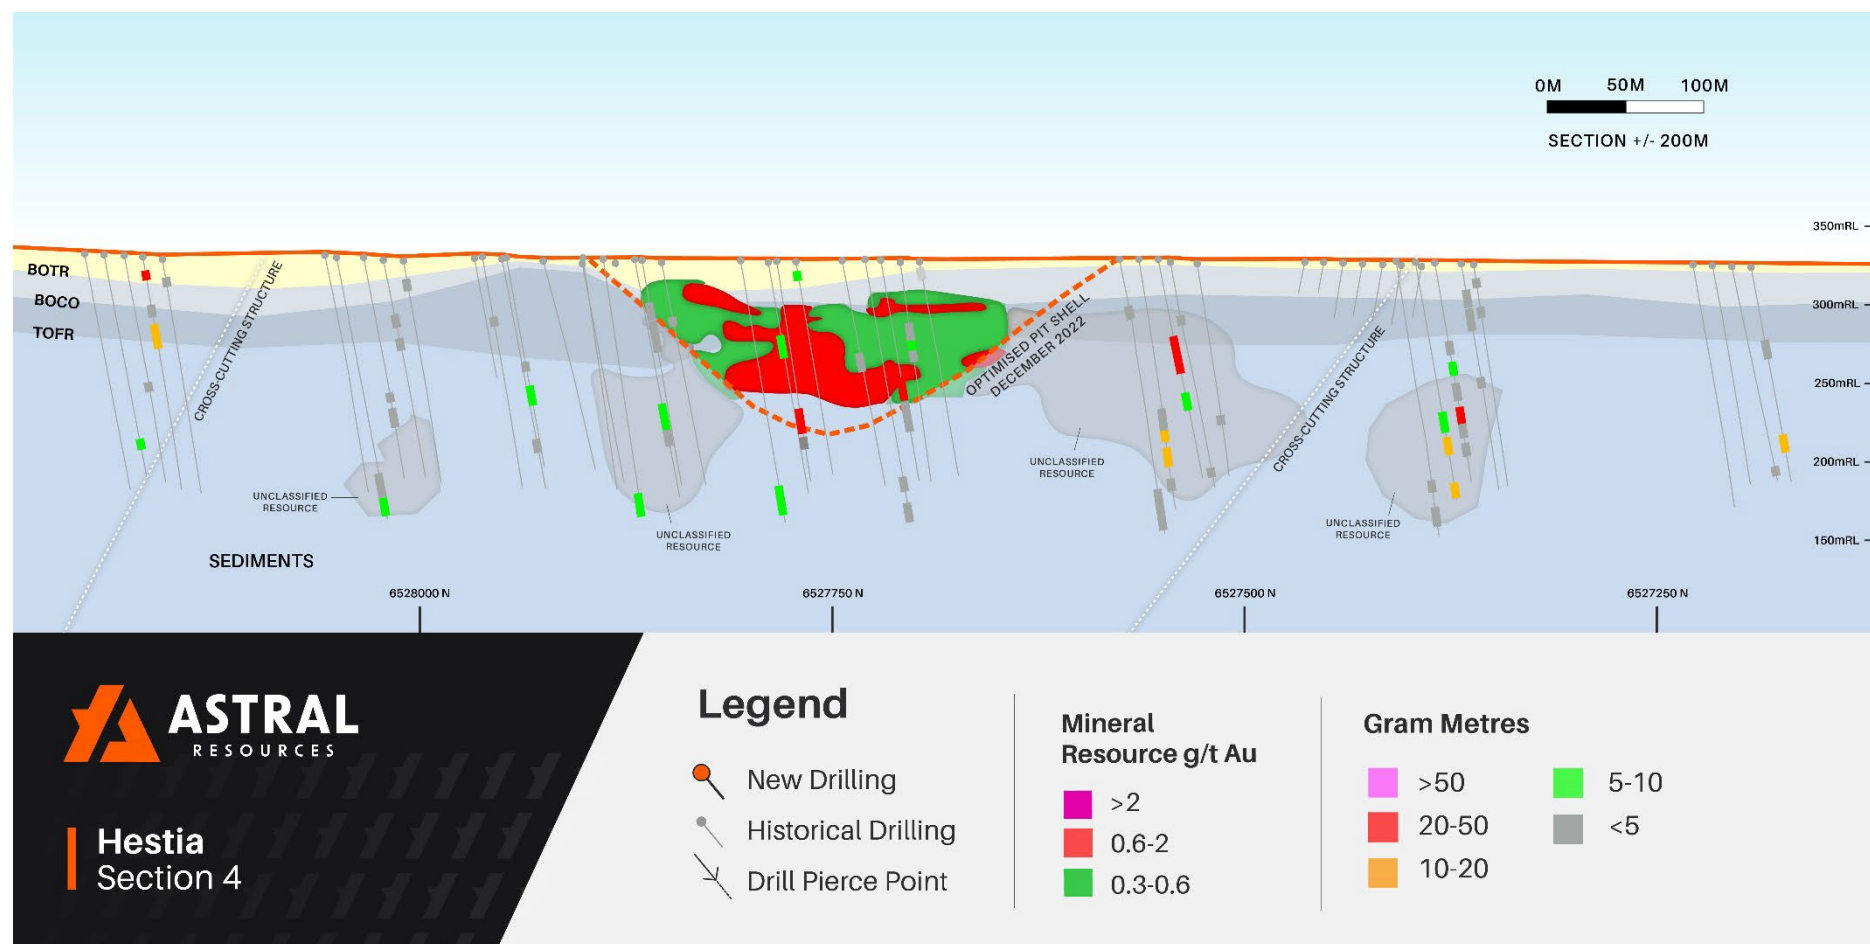 0M 50M 100M
SECTION +/- 200M
350mRL
300mRL
250mRL
200mRL
150mRL
BOTR
BOCO
TOFR
CROSS-CUTTING STRUCTURE
OPTIMISED PIT SHELL
DECEMBER 2022
CROSS-CUTTING STRUCTURE
UNCLASSIFIED
RESOURCE
UNCLASSIFIED
RESOURCE
UNCLASSIFIED
RESOURCE
UNCLASSIFIED
RESOURCE
SEDIMENTS
6528000 N
6527750 N
6527500 N
6527250 N
ASTRAL
RESOURCES
Hestia
Section 4
Legend
New Drilling
Historical Drilling
Drill Pierce Point
Mineral
Resource g/t Au
>2
0.6-2
0.3-0.6
Gram Metres
>50
20-50
10-20
5-10
<5